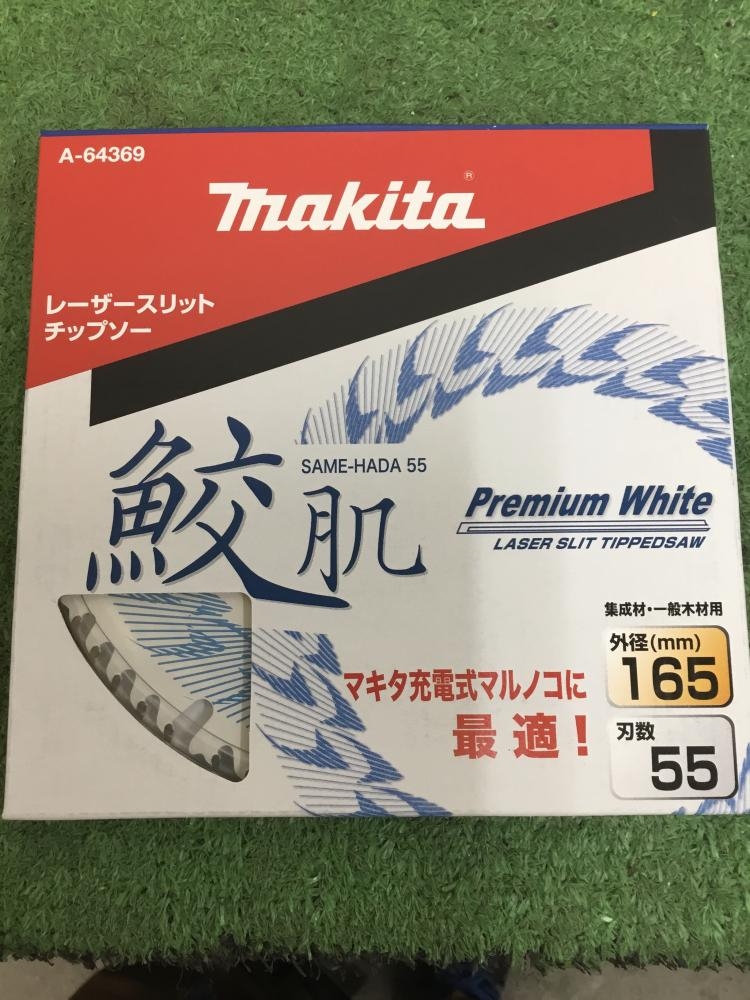 A-64369
makita®
レーザースリット
チップソー
鮫肌
SAME-HADA 55
Premium White
LASER SLIT TIPPEDSAW
集成材・一般木材用
外径(mm)
165
マキタ充電式マルノコに
最適!
刃数
55